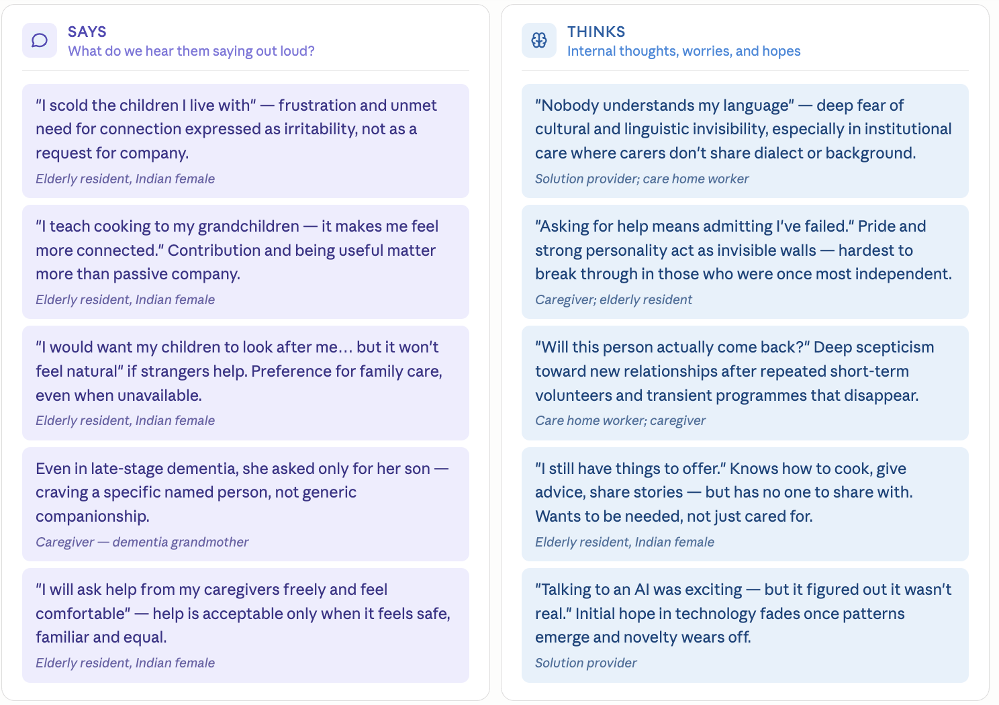 SAYS
What do we hear them saying out loud?
"I scold the children I live with" — frustration and unmet
need for connection expressed as irritability, not as a
request for company.
Elderly resident, Indian female
"I teach cooking to my grandchildren — it makes me feel
more connected." Contribution and being useful matter
more than passive company.
Elderly resident, Indian female
"I would want my children to look after me... but it won't
feel natural" if strangers help. Preference for family care,
even when unavailable.
Elderly resident, Indian female
Even in late-stage dementia, she asked only for her son —
craving a specific named person, not generic
companionship.
Caregiver — dementia grandmother
"I will ask help from my caregivers freely and feel
comfortable" — help is acceptable only when it feels safe,
familiar and equal.
Elderly resident, Indian female
THINKS
Internal thoughts, worries, and hopes
"Nobody understands my language" — deep fear of
cultural and linguistic invisibility, especially in institutional
care where carers don't share dialect or background.
Solution provider; care home worker
"Asking for help means admitting I've failed." Pride and
strong personality act as invisible walls — hardest to
break through in those who were once most independent.
Caregiver; elderly resident
"Will this person actually come back?" Deep scepticism
toward new relationships after repeated short-term
volunteers and transient programmes that disappear.
Care home worker; caregiver
"I still have things to offer." Knows how to cook, give
advice, share stories — but has no one to share with.
Wants to be needed, not just cared for.
Elderly resident, Indian female
"Talking to an AI was exciting — but it figured out it wasn't
real." Initial hope in technology fades once patterns
emerge and novelty wears off.
Solution provider